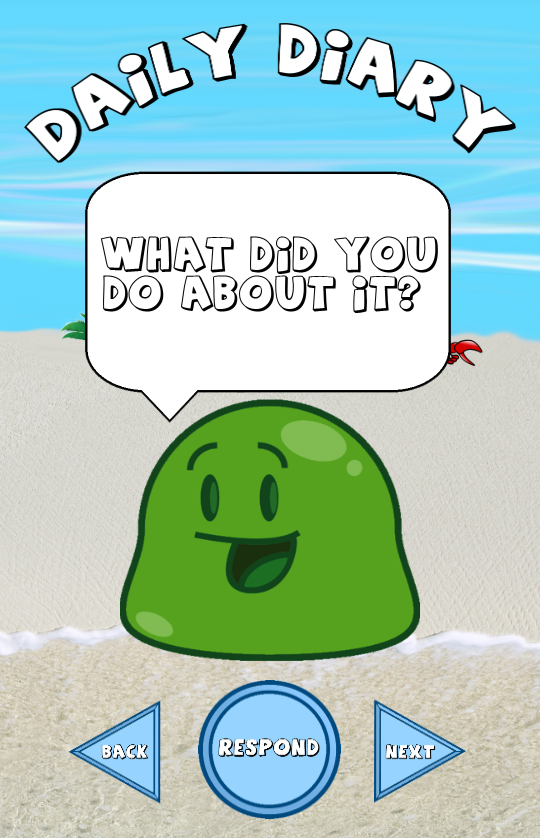 DAiLY DiARY
WHAT DiD YOU
DO ABOUT iT?
BACK
RESPOND
NEXT